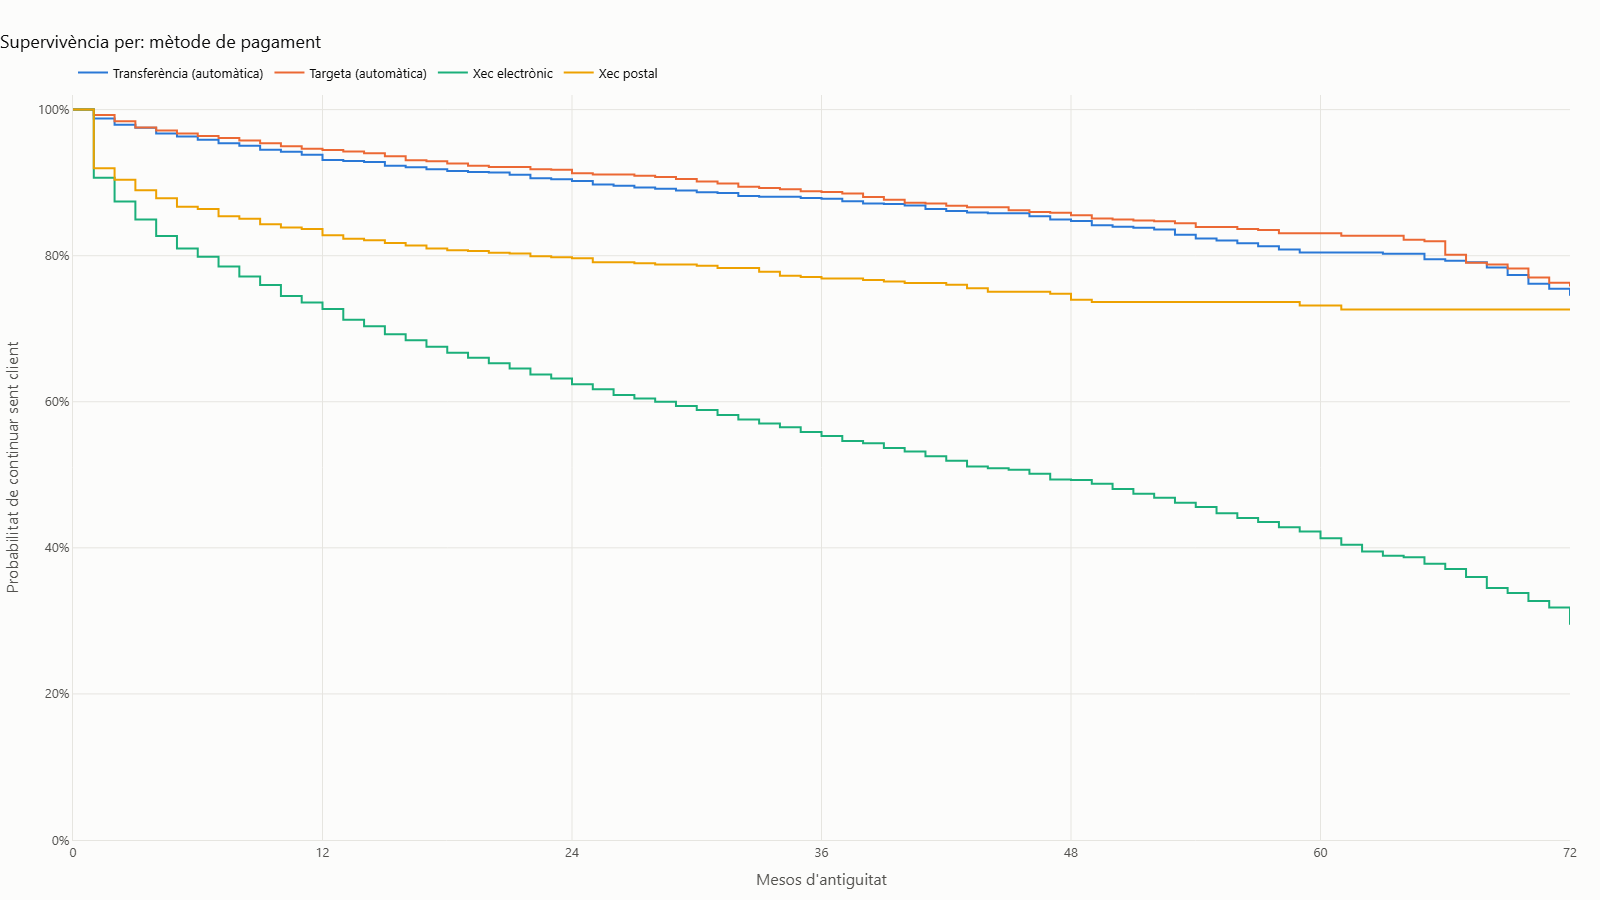 Supervivència per: mètode de pagament
Transferència (automàtica) Targeta (automàtica) Xec electrònic Xec postal
100%
80%
60%
40%
20%
0%
Probabilitat de continuar sent client
0 12 24 36 48 60 72
Mesos d'antiguitat